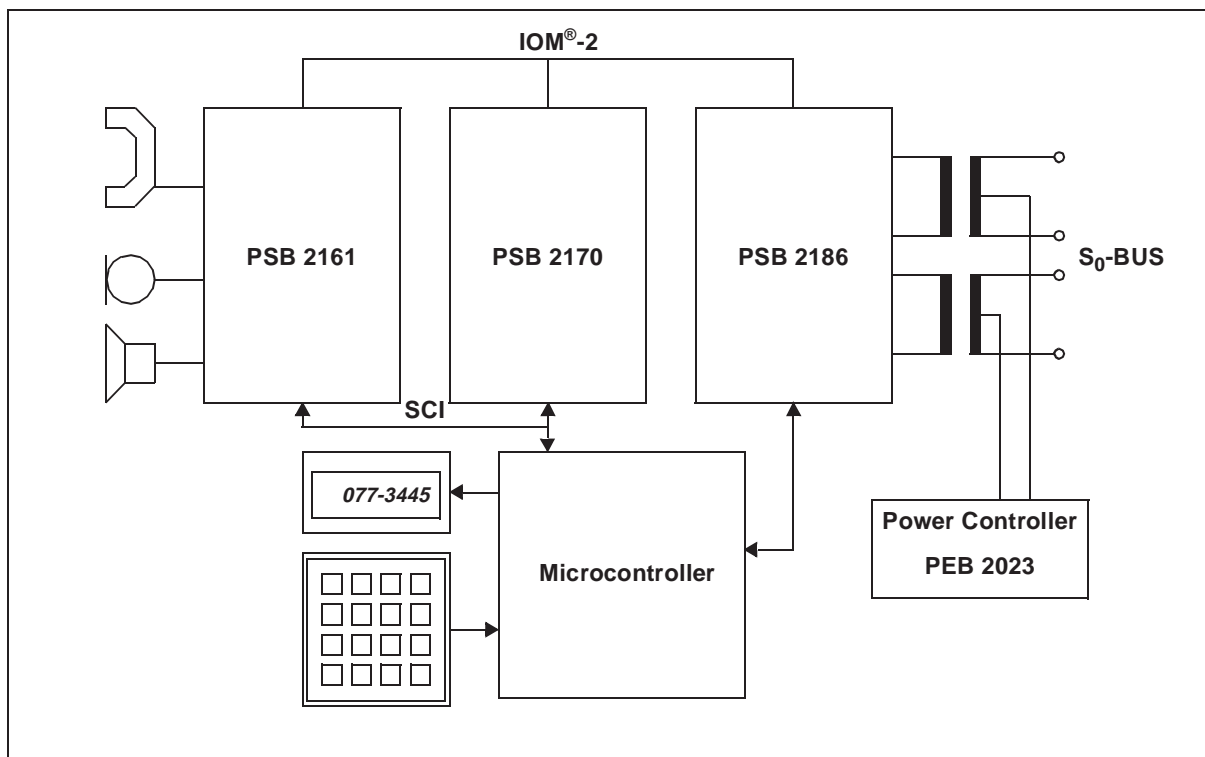 IOM®-2
PSB 2161
PSB 2170
PSB 2186
S0-BUS
SCI
077-3445
Microcontroller
Power Controller
PEB 2023